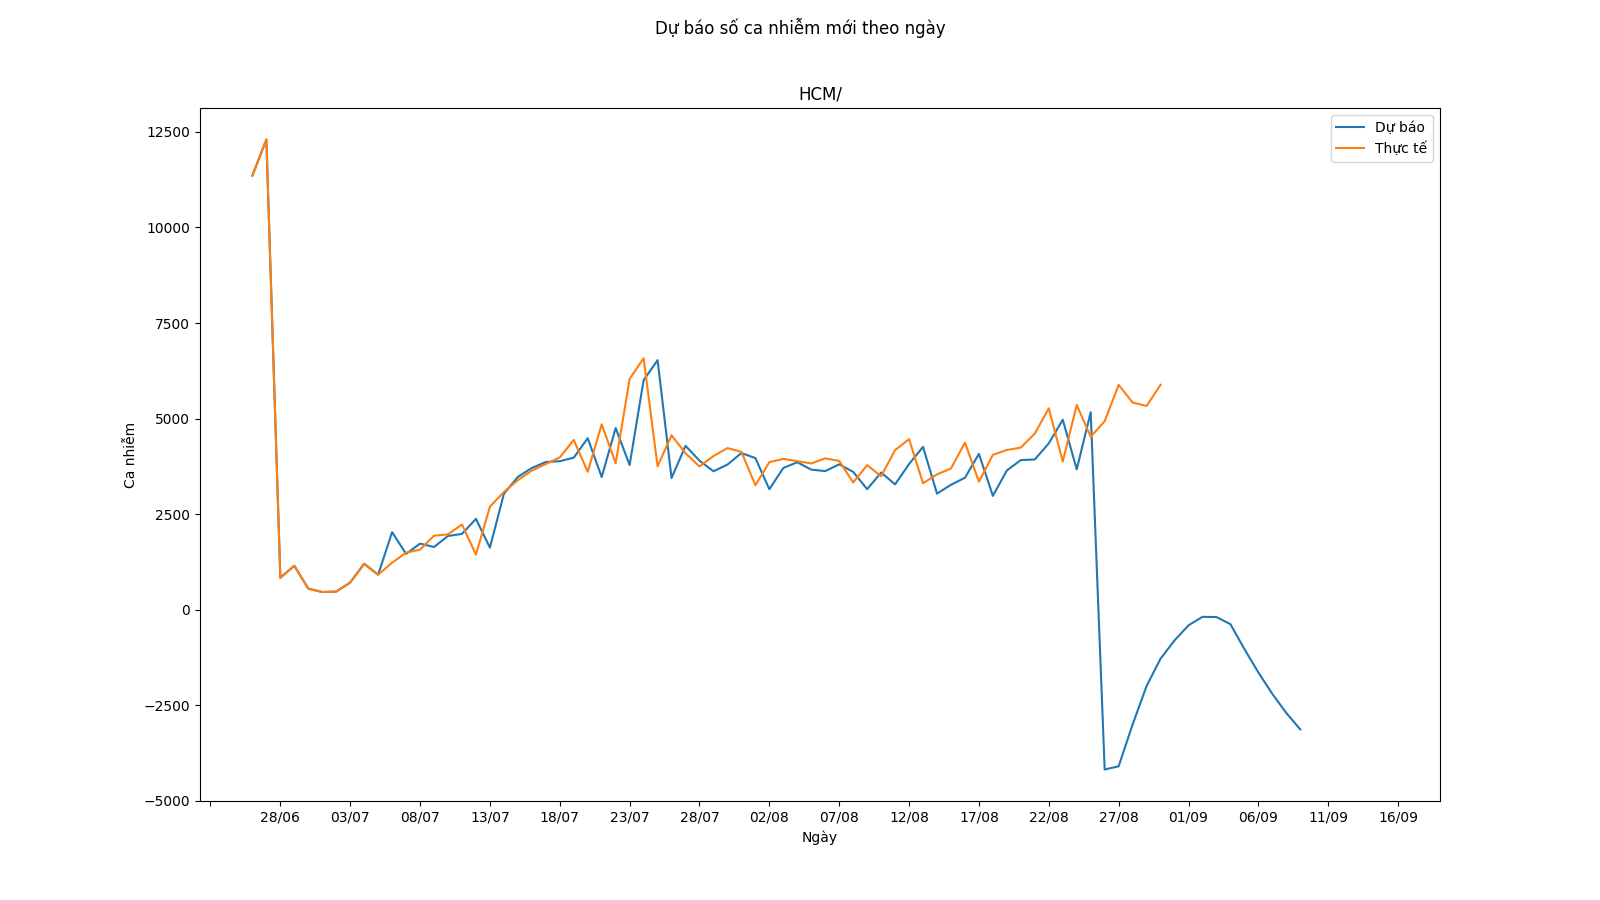 Dự báo số ca nhiễm mới theo ngày
HCM/
Dự báo
Thực tế
12500
10000
7500
5000
2500
0
−2500
−5000
Ca nhiễm
28/06 03/07 08/07 13/07 18/07 23/07 28/07 02/08 07/08 12/08 17/08 22/08 27/08 01/09 06/09 11/09 16/09
Ngày